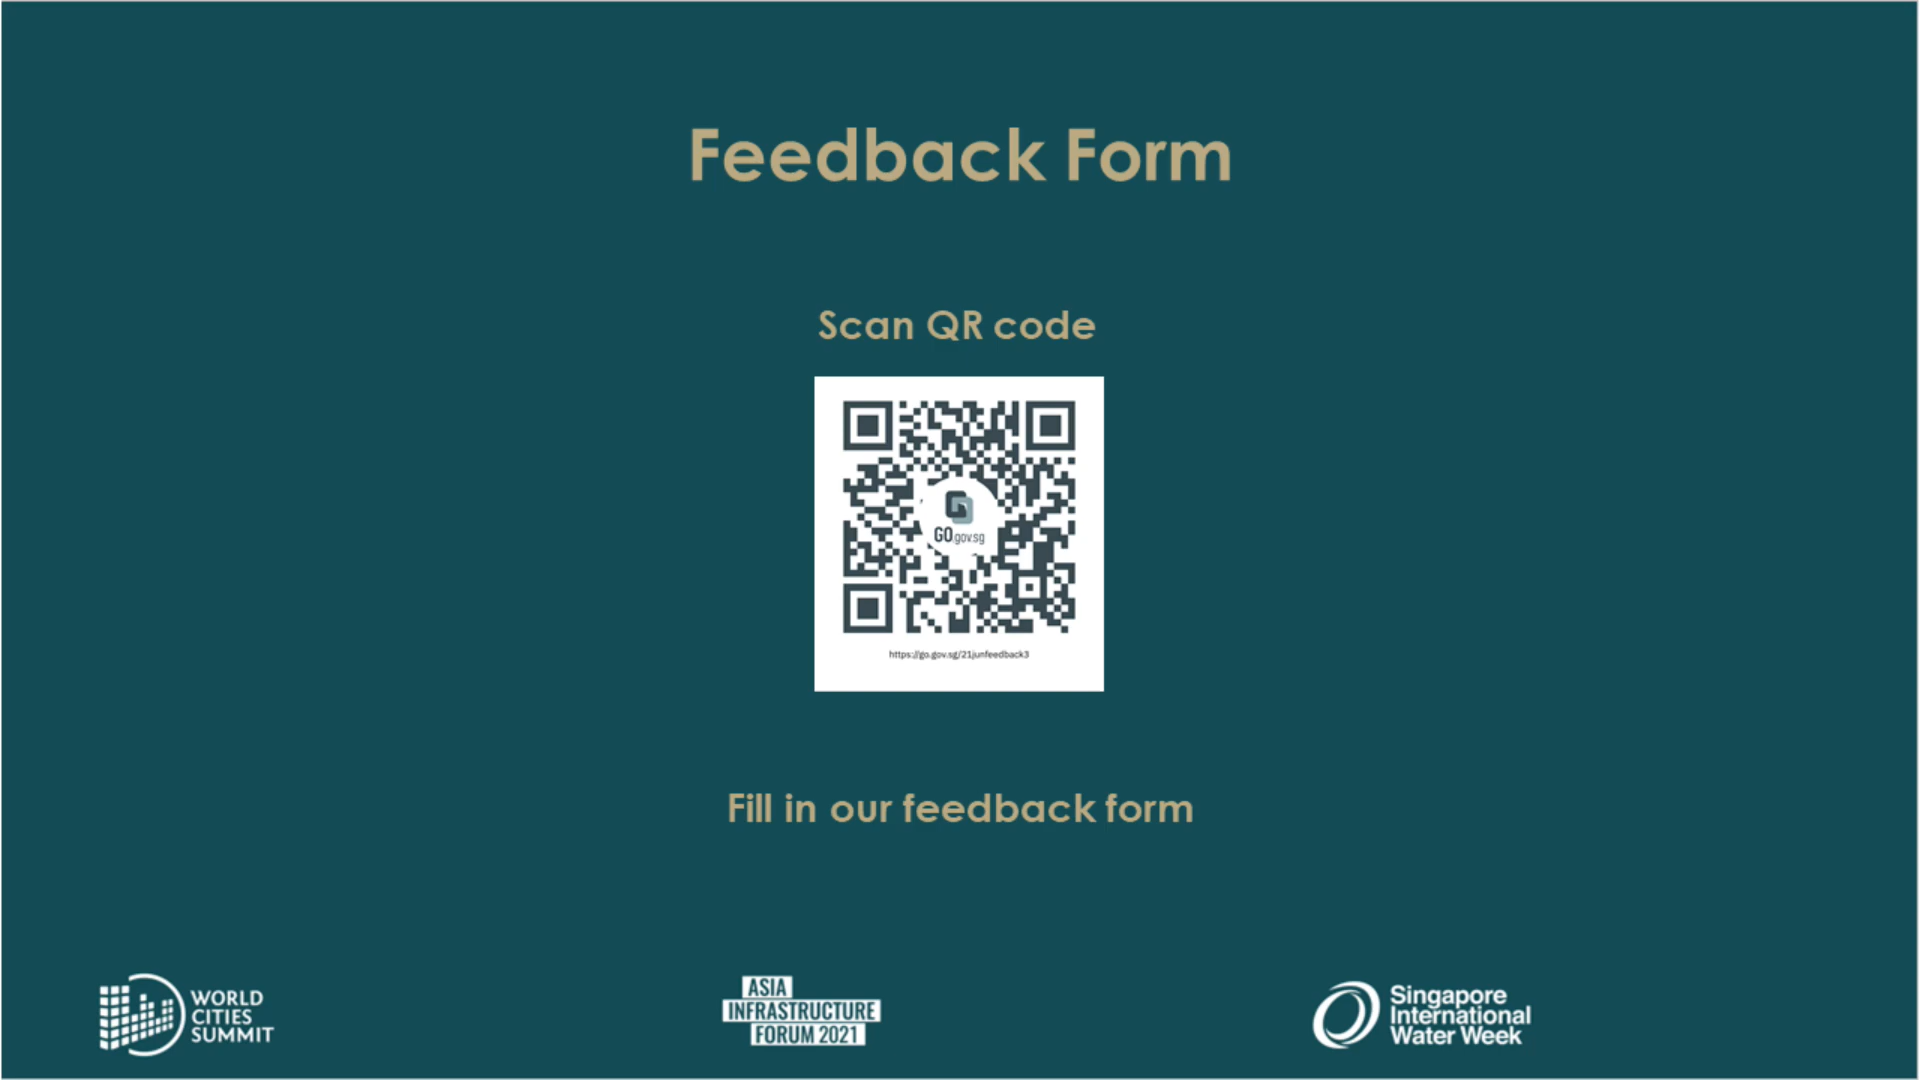 Feedback Form
Scan QR code
GO.gov.sg
https://go.gov.sg/21junfeedback3
Fill in our feedback form
WORLD
CITIES
SUMMIT
ASIA
INFRASTRUCTURE
FORUM 2021
Singapore
International
Water Week